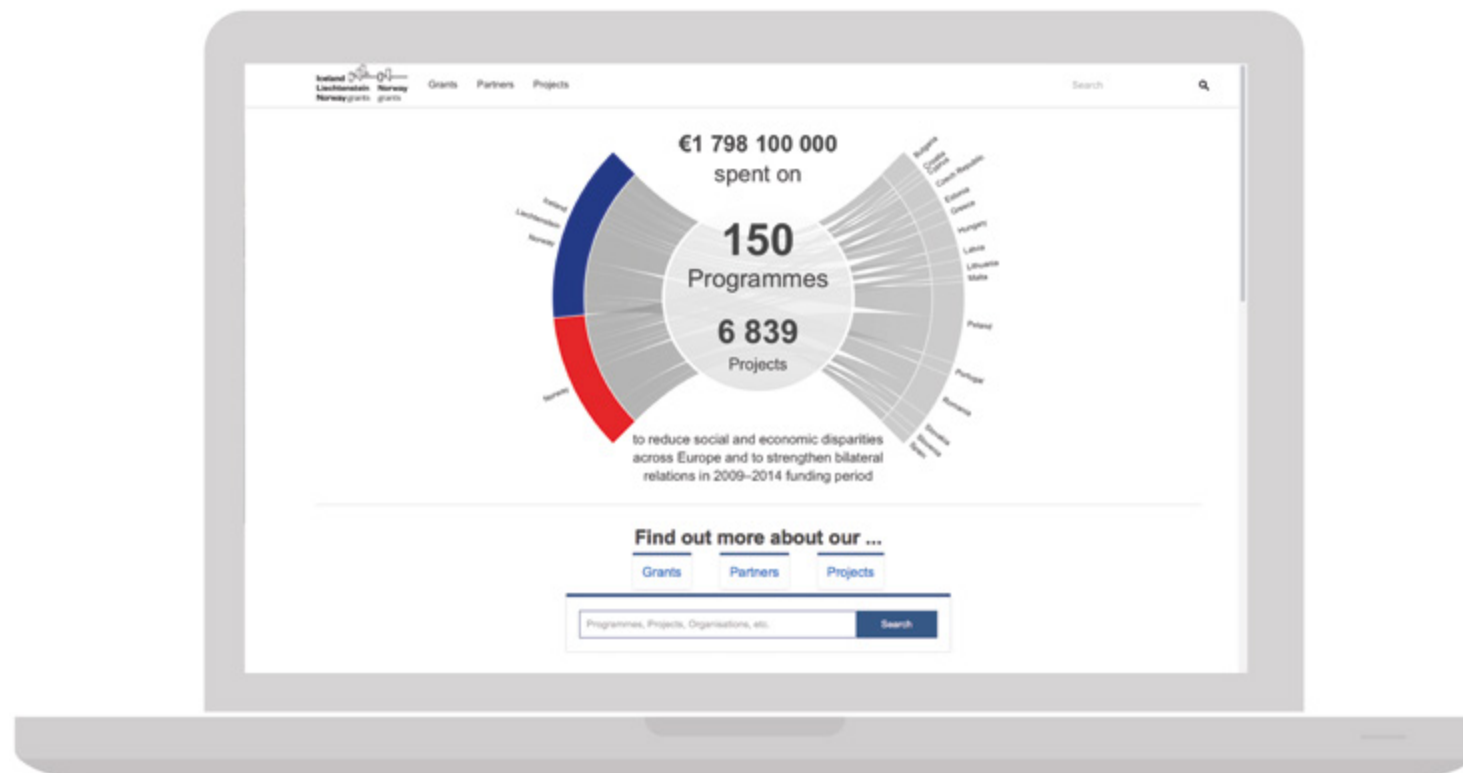 Iceland
Liechtenstein Norway
Norway grants grants
Grants Partners Projects
Search
€1 798 100 000
spent on
150
Programmes
6 839
Projects
Iceland
Liechtenstein
Norway
Norway
Bulgaria
Croatia
Cyprus
Czech Republic
Estonia
Greece
Hungary
Latvia
Lithuania
Malta
Poland
Portugal
Romania
Slovakia
Slovenia
Spain
to reduce social and economic disparities
across Europe and to strengthen bilateral
relations in 2009–2014 funding period
Find out more about our ...
Grants Partners Projects
Programmes, Projects, Organisations, etc. Search